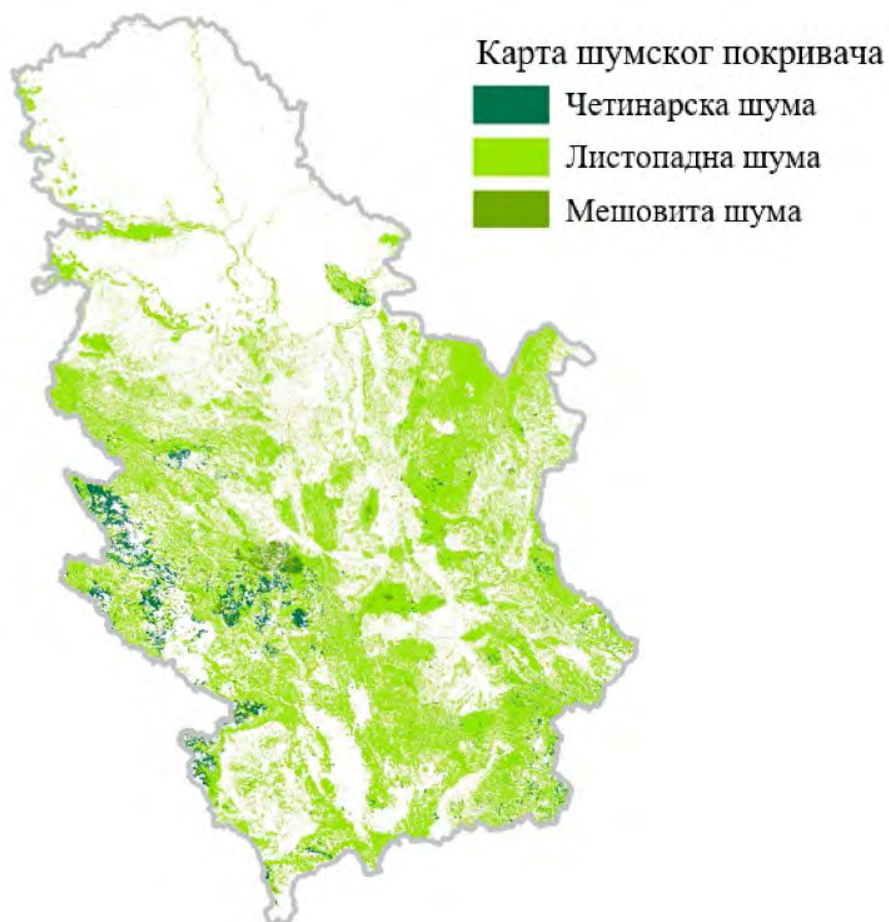 Карта шумског покривача
Четинарска шума
Листопадна шума
Мешовита шума